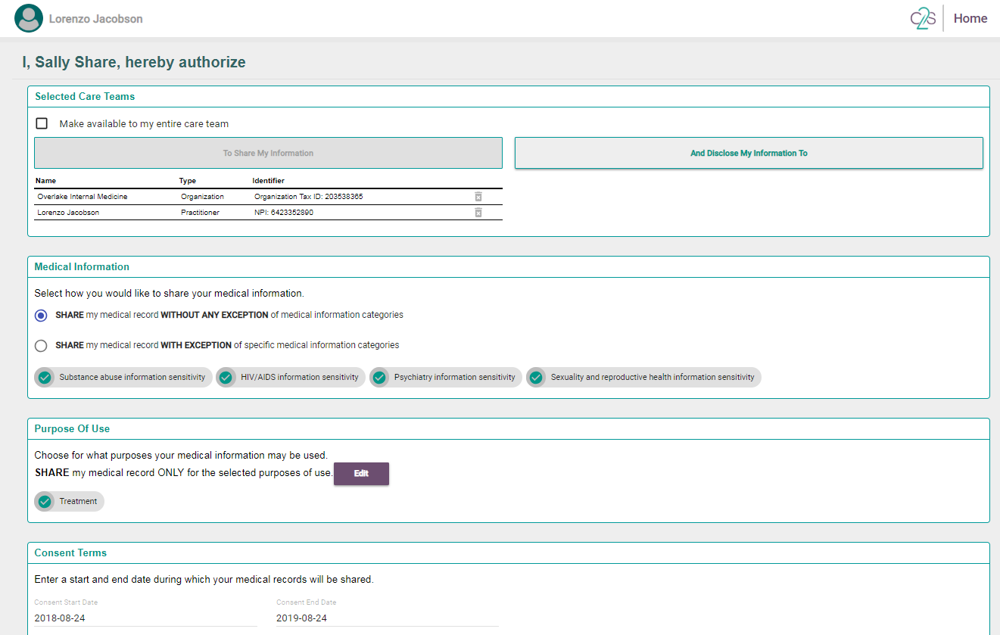 Lorenzo Jacobson
C2S
Home
I, Sally Share, hereby authorize
Selected Care Teams
Make available to my entire care team
To Share My Information
And Disclose My Information To
Name Type Identifier
Overlake Internal Medicine Organization Organization Tax ID: 203538365
Lorenzo Jacobson Practitioner NPI: 6423352890
Medical Information
Select how you would like to share your medical information.
SHARE my medical record WITHOUT ANY EXCEPTION of medical information categories
SHARE my medical record WITH EXCEPTION of specific medical information categories
Substance abuse information sensitivity HIV/AIDS information sensitivity Psychiatry information sensitivity Sexuality and reproductive health information sensitivity
Purpose Of Use
Choose for what purposes your medical information may be used.
SHARE my medical record ONLY for the selected purposes of use. Edit
Treatment
Consent Terms
Enter a start and end date during which your medical records will be shared.
Consent Start Date Consent End Date
2018-08-24 2019-08-24